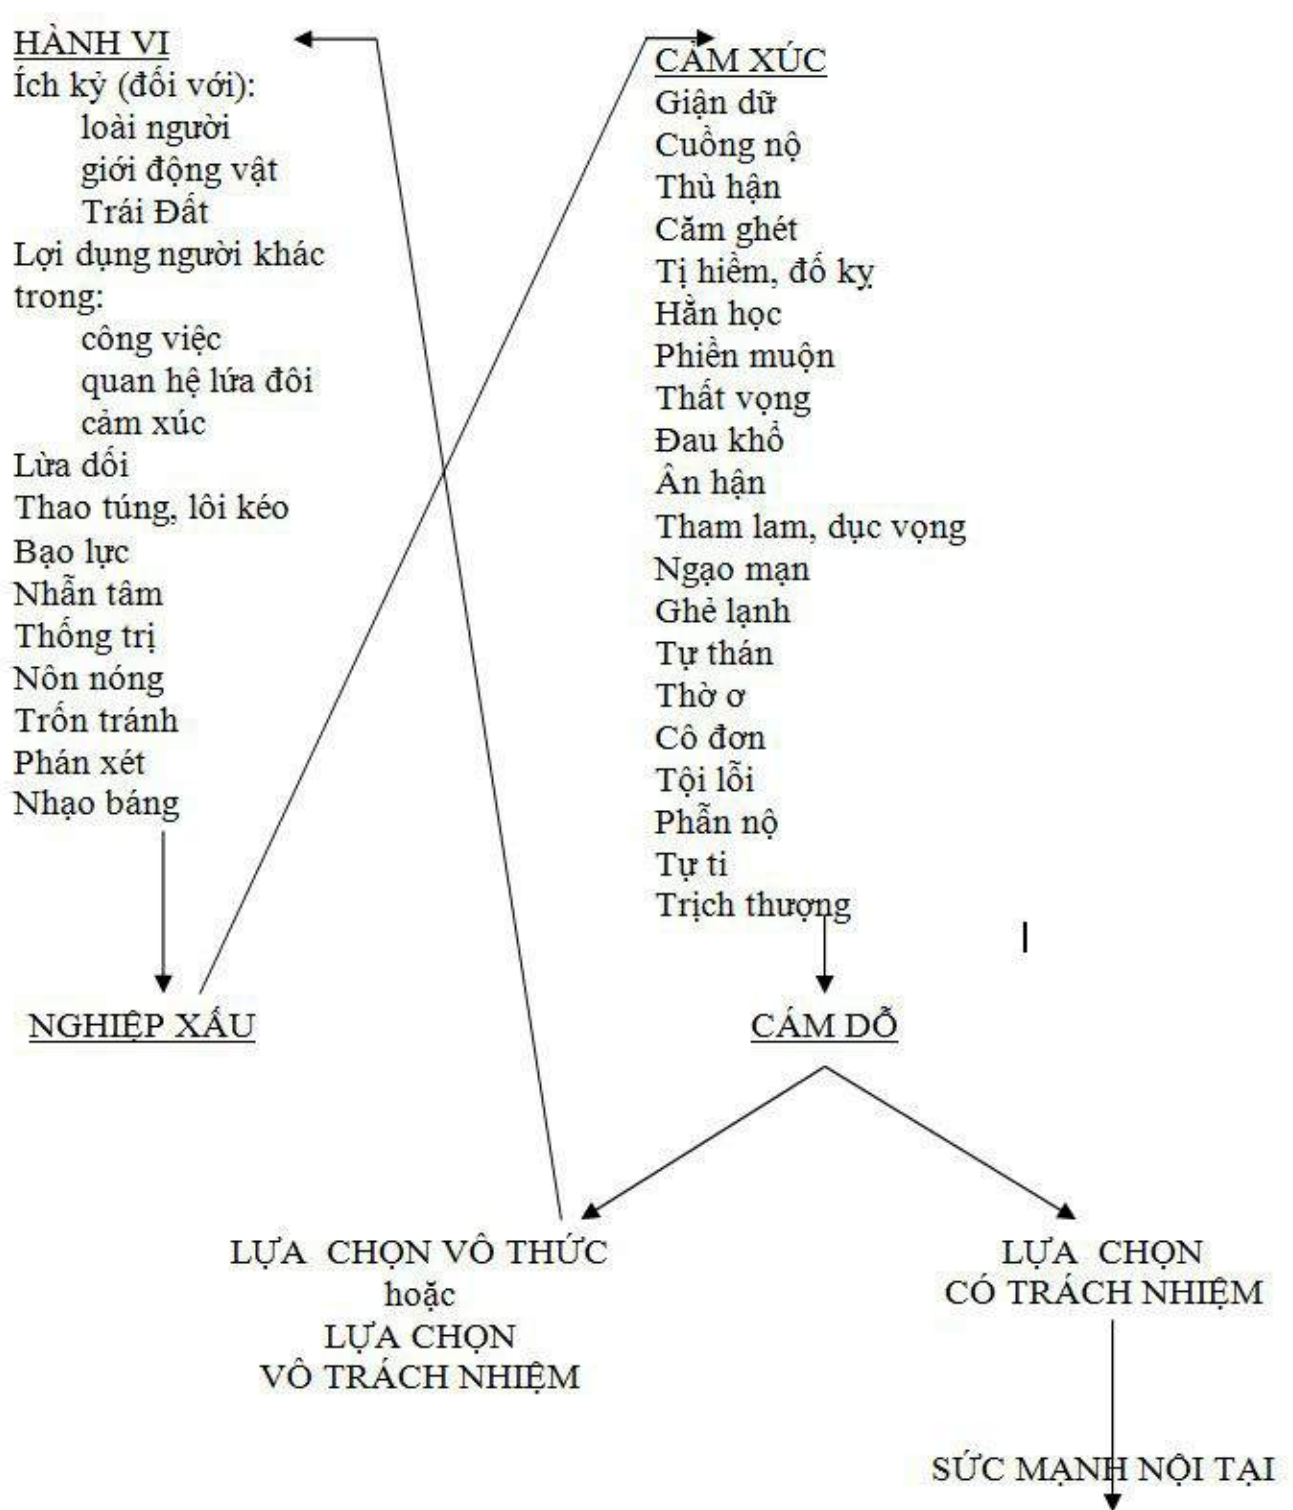 HÀNH VI
Ích kỷ (đối với):
loài người
giới động vật
Trái Đất
Lợi dụng người khác
trong:
công việc
quan hệ lứa đôi
cảm xúc
Lừa dối
Thao túng, lôi kéo
Bạo lực
Nhẫn tâm
Thống trị
Nôn nóng
Trốn tránh
Phán xét
Nhạo báng
NGHIỆP XẤU
CẢM XÚC
Giận dữ
Cuồng nộ
Thù hận
Căm ghét
Tị hiềm, đố kỵ
Hằn học
Phiền muộn
Thất vọng
Đau khổ
Ân hận
Tham lam, dục vọng
Ngạo mạn
Ghẻ lạnh
Tự thán
Thờ ơ
Cô đơn
Tội lỗi
Phẫn nộ
Tự ti
Trịch thượng
CÁM DỖ
LỰA CHỌN VÔ THỨC
hoặc
LỰA CHỌN
VÔ TRÁCH NHIỆM
LỰA CHỌN
CÓ TRÁCH NHIỆM
SỨC MẠNH NỘI TẠI